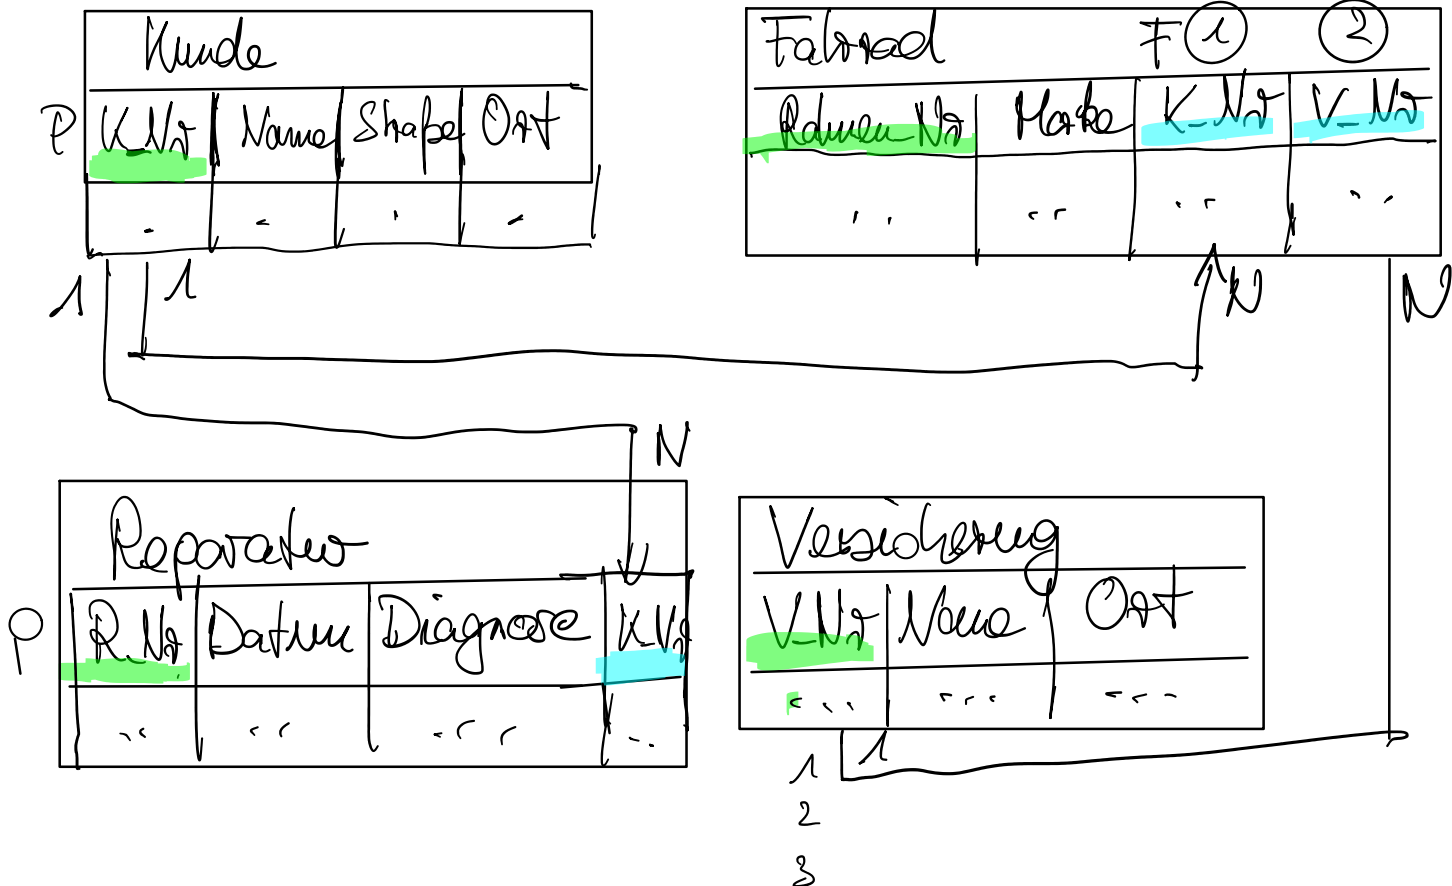 Kunde
P K_Nr Name Straße Ort
1 1
Fahrrad F 1 2
Rahmen_Nr Marke K_Nr V_Nr
N N
N
Reparatur
P R_Nr Datum Diagnose K_Nr
Versicherung
V_Nr Name Ort
1 1
2
3